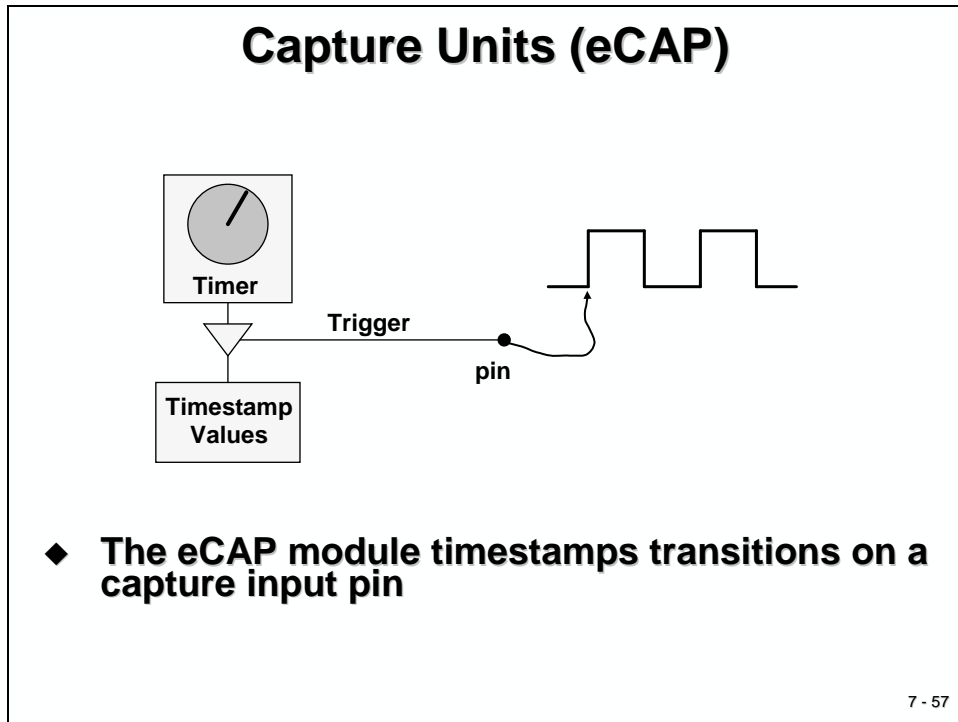 Capture Units (eCAP)
Timer
Trigger
pin
Timestamp
Values
◆ The eCAP module timestamps transitions on a
capture input pin
7 - 57